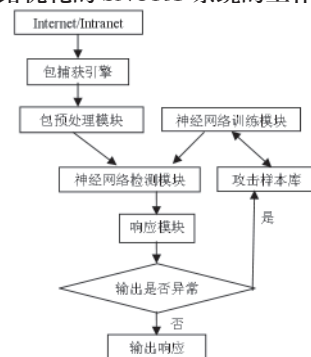 Internet/Intranet
包捕获引擎
包预处理模块
神经网络训练模块
神经网络检测模块
攻击样本库
响应模块
是
输出是否异常
否
输出响应